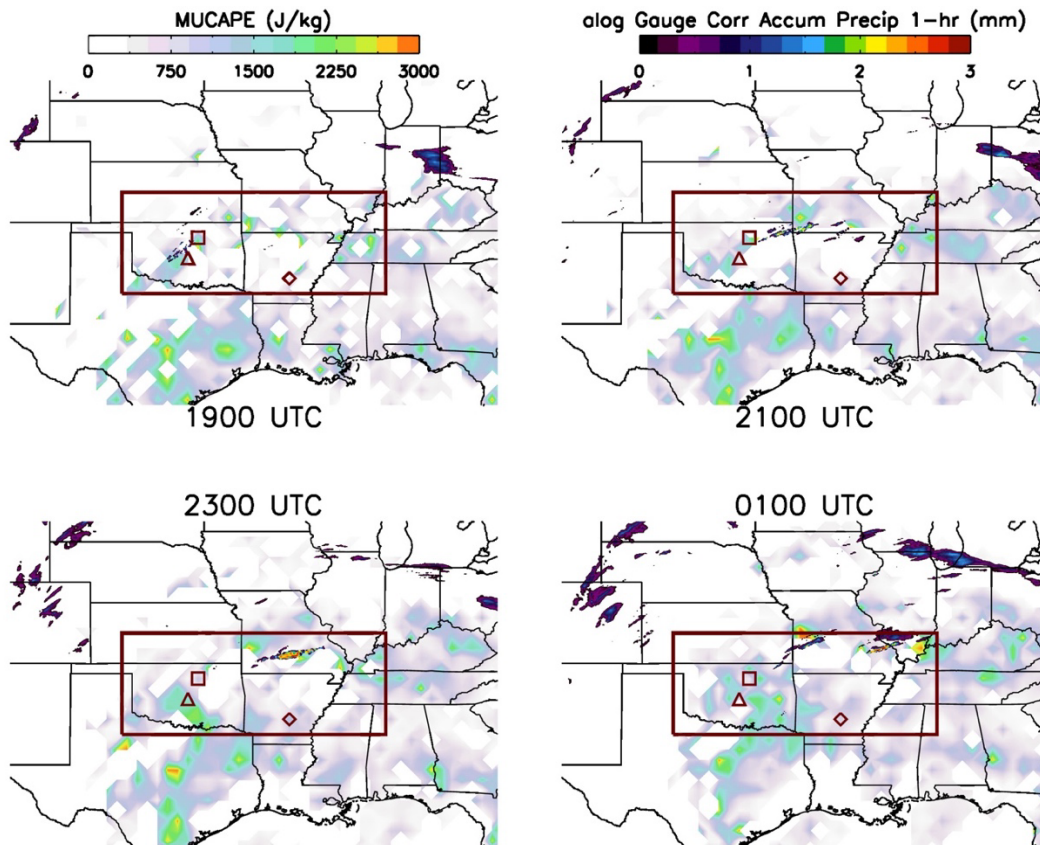 MUCAPE (J/kg)
0 750 1500 2250 3000
alog Gauge Corr Accum Precip 1-hr (mm)
0 1 2 3
1900 UTC
2100 UTC
2300 UTC
0100 UTC